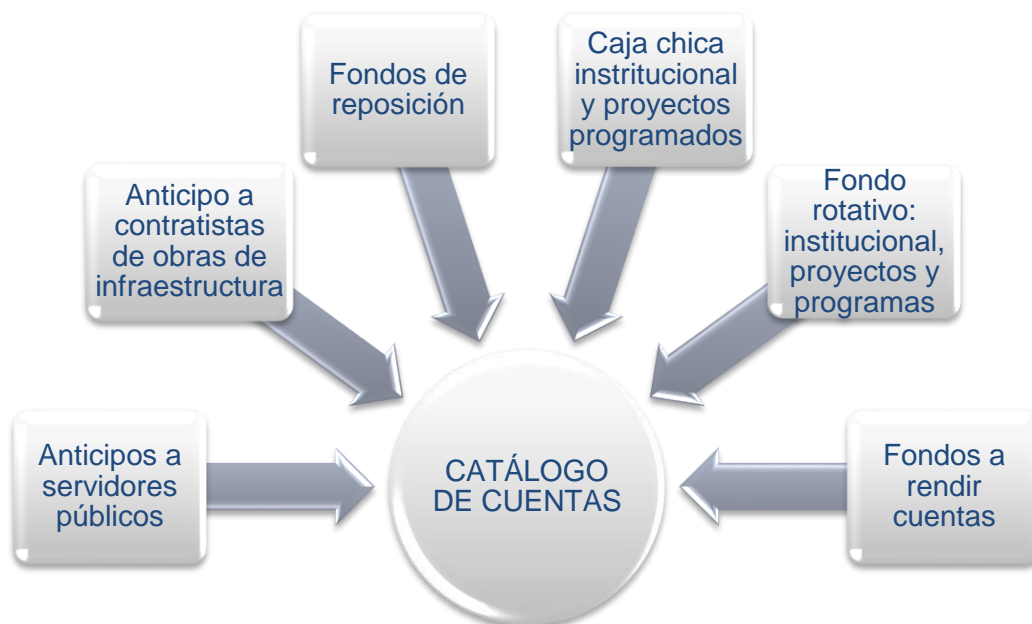 Fondos de
reposición
Caja chica
instritucional
y proyectos
programados
Anticipo a
contratistas
de obras de
infraestructura
Fondo
rotativo:
institucional,
proyectos y
programas
Anticipos a
servidores
públicos
CATÁLOGO
DE CUENTAS
Fondos a
rendir
cuentas